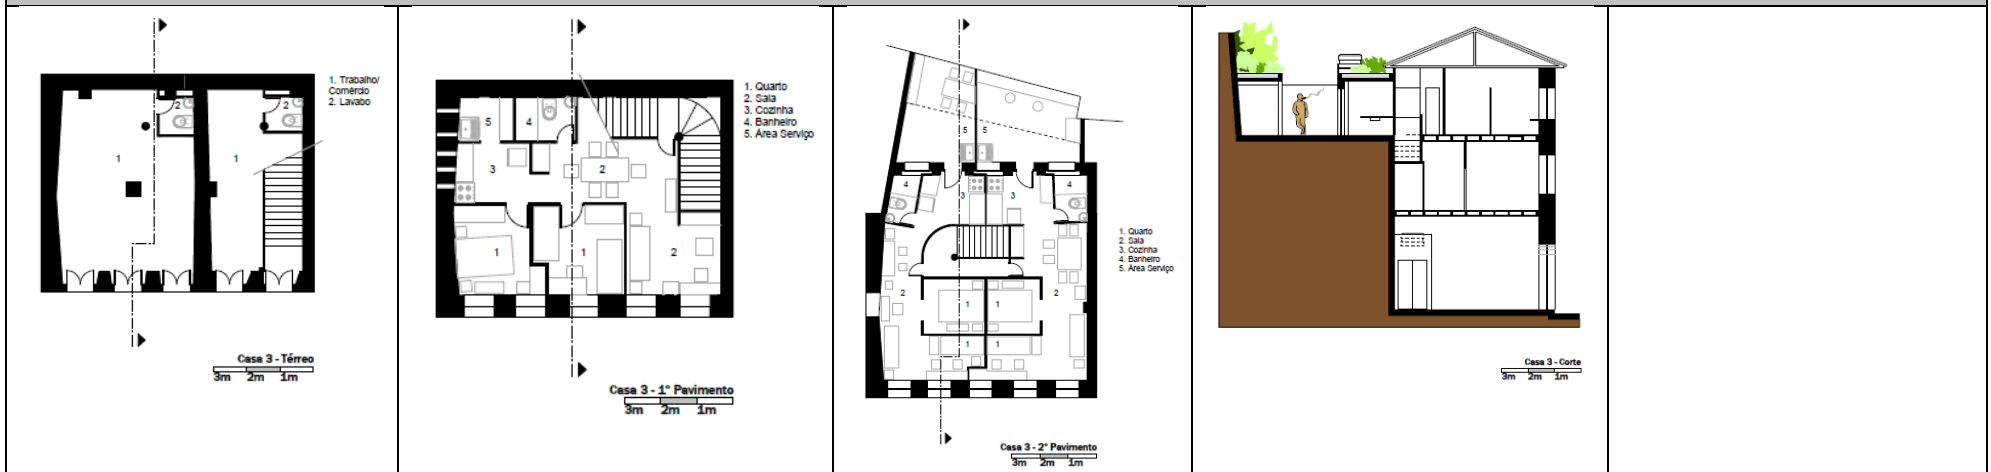 1. Trabalho/
Comércio
2. Lavabo
2
2
1
1
Casa 3 - Térreo
3m 2m 1m
1. Quarto
2. Sala
3. Cozinha
4. Banheiro
5. Área Serviço
5
4
3
2
1
1
2
Casa 3 - 1° Pavimento
3m 2m 1m
5
5
4
3
3
4
1. Quarto
2. Sala
3. Cozinha
4. Banheiro
5. Área Serviço
2
1
1
2
1
1
Casa 3 - 2° Pavimento
3m 2m 1m
Casa 3 - Corte
3m 2m 1m